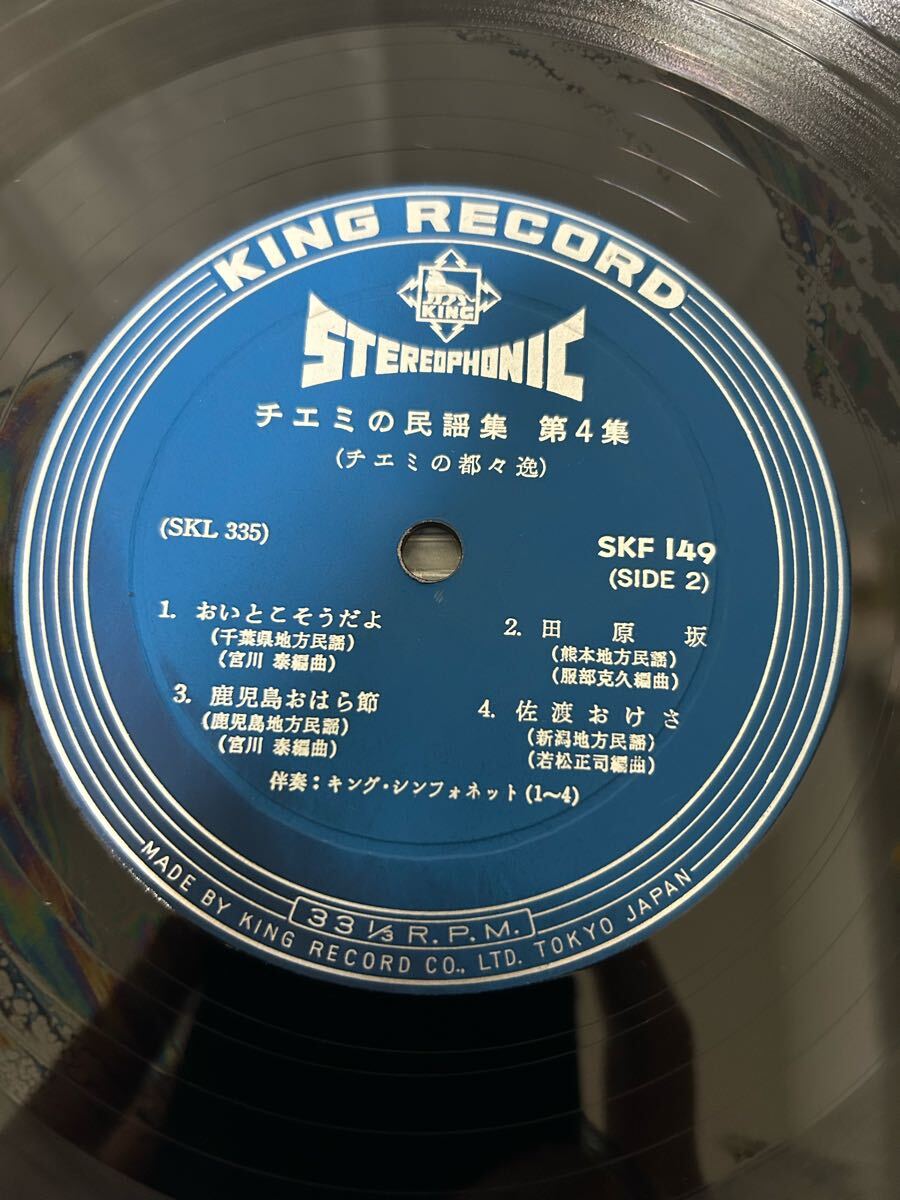 KING RECORD
KING
STEREOPHONIC
チエミの民謡集 第4集
(チエミの都々逸)
(SKL 335)
SKF 149
(SIDE 2)
1. おいとこそうだよ
(千葉県地方民謡)
(宮川 泰編曲)
2. 田原坂
(熊本地方民謡)
(服部克久編曲)
3. 鹿児島おはら節
(鹿児島地方民謡)
(宮川 泰編曲)
4. 佐渡おけさ
(新潟地方民謡)
(若松正司編曲)
伴奏:キング・シンフォネット(1〜4)
33 1/3 R.P.M.
MADE BY KING RECORD CO., LTD. TOKYO JAPAN